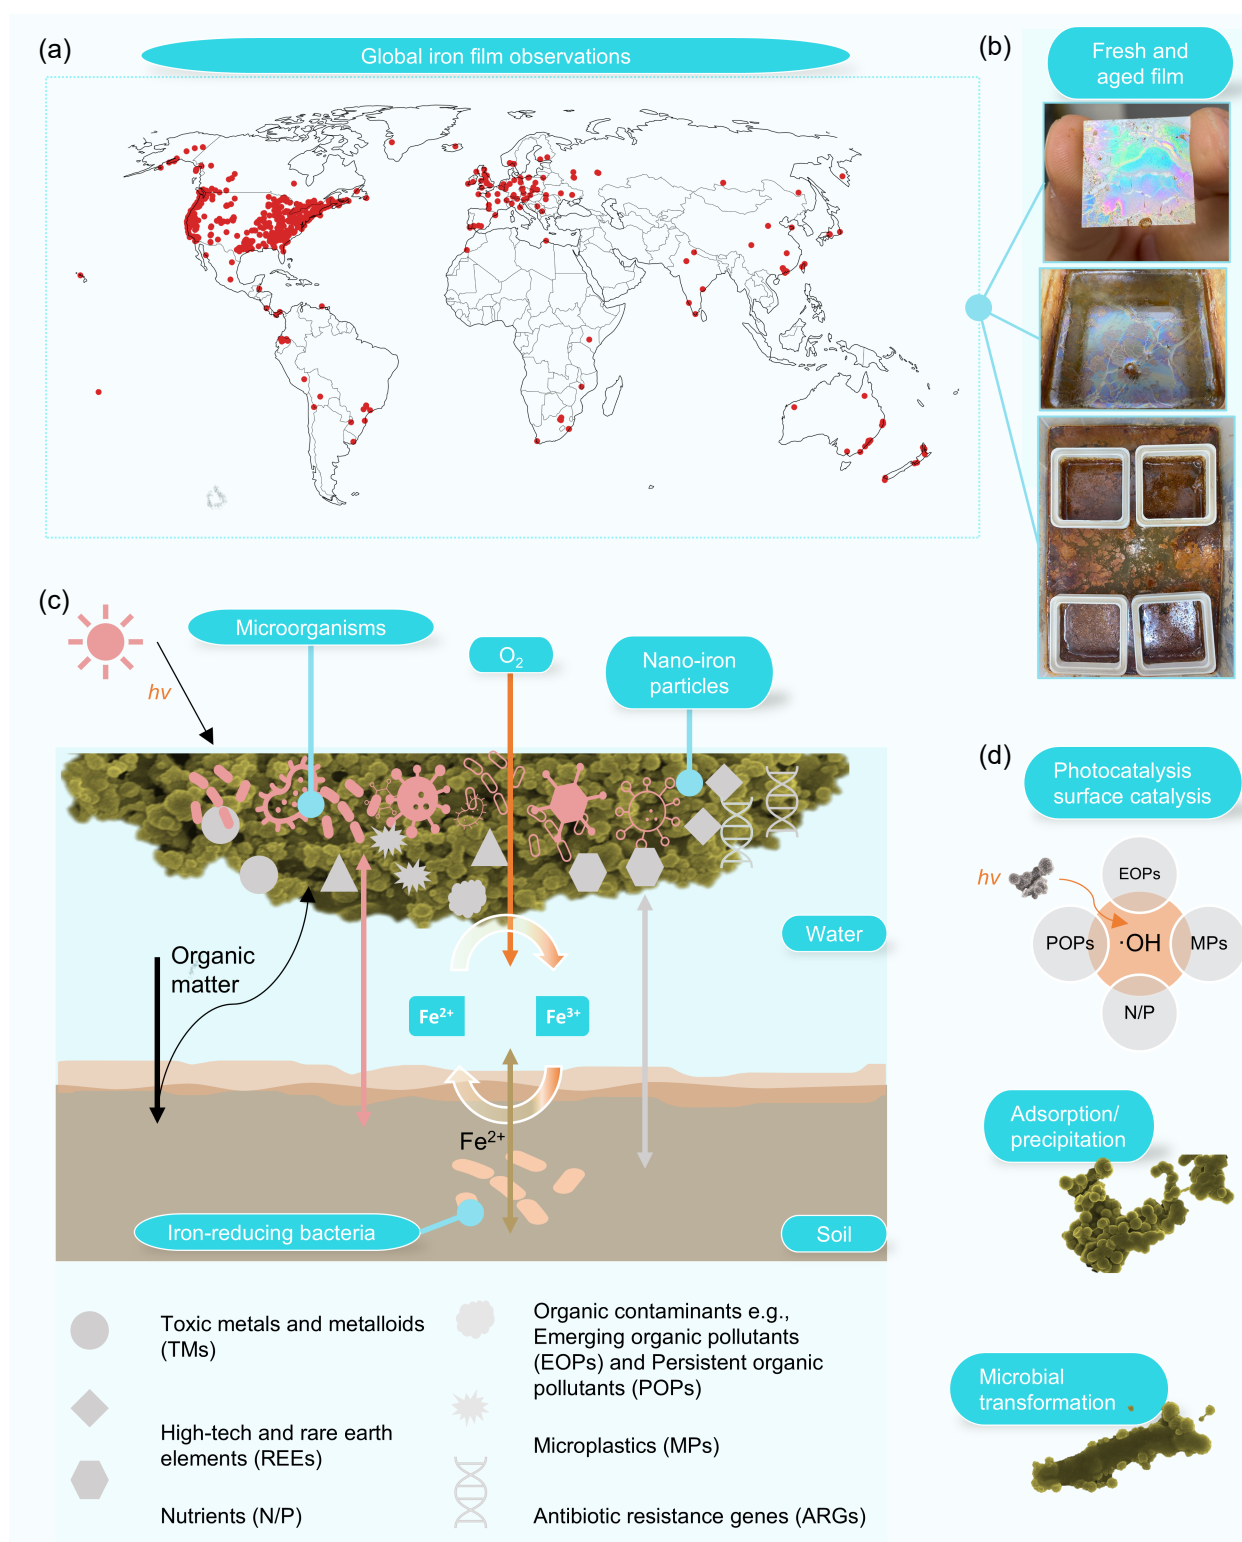 (a)
Global iron film observations
(b)
Fresh and
aged film
(c)
Microorganisms
O₂
Nano-iron
particles
hv
Organic
matter
Water
Fe²⁺
Fe³⁺
Fe²⁺
Iron-reducing bacteria
Soil
Toxic metals and metalloids
(TMs)
High-tech and rare earth
elements (REEs)
Nutrients (N/P)
Organic contaminants e.g.,
Emerging organic pollutants
(EOPs) and Persistent organic
pollutants (POPs)
Microplastics (MPs)
Antibiotic resistance genes (ARGs)
(d)
Photocatalysis
surface catalysis
hv
EOPs
POPs
·OH
MPs
N/P
Adsorption/
precipitation
Microbial
transformation